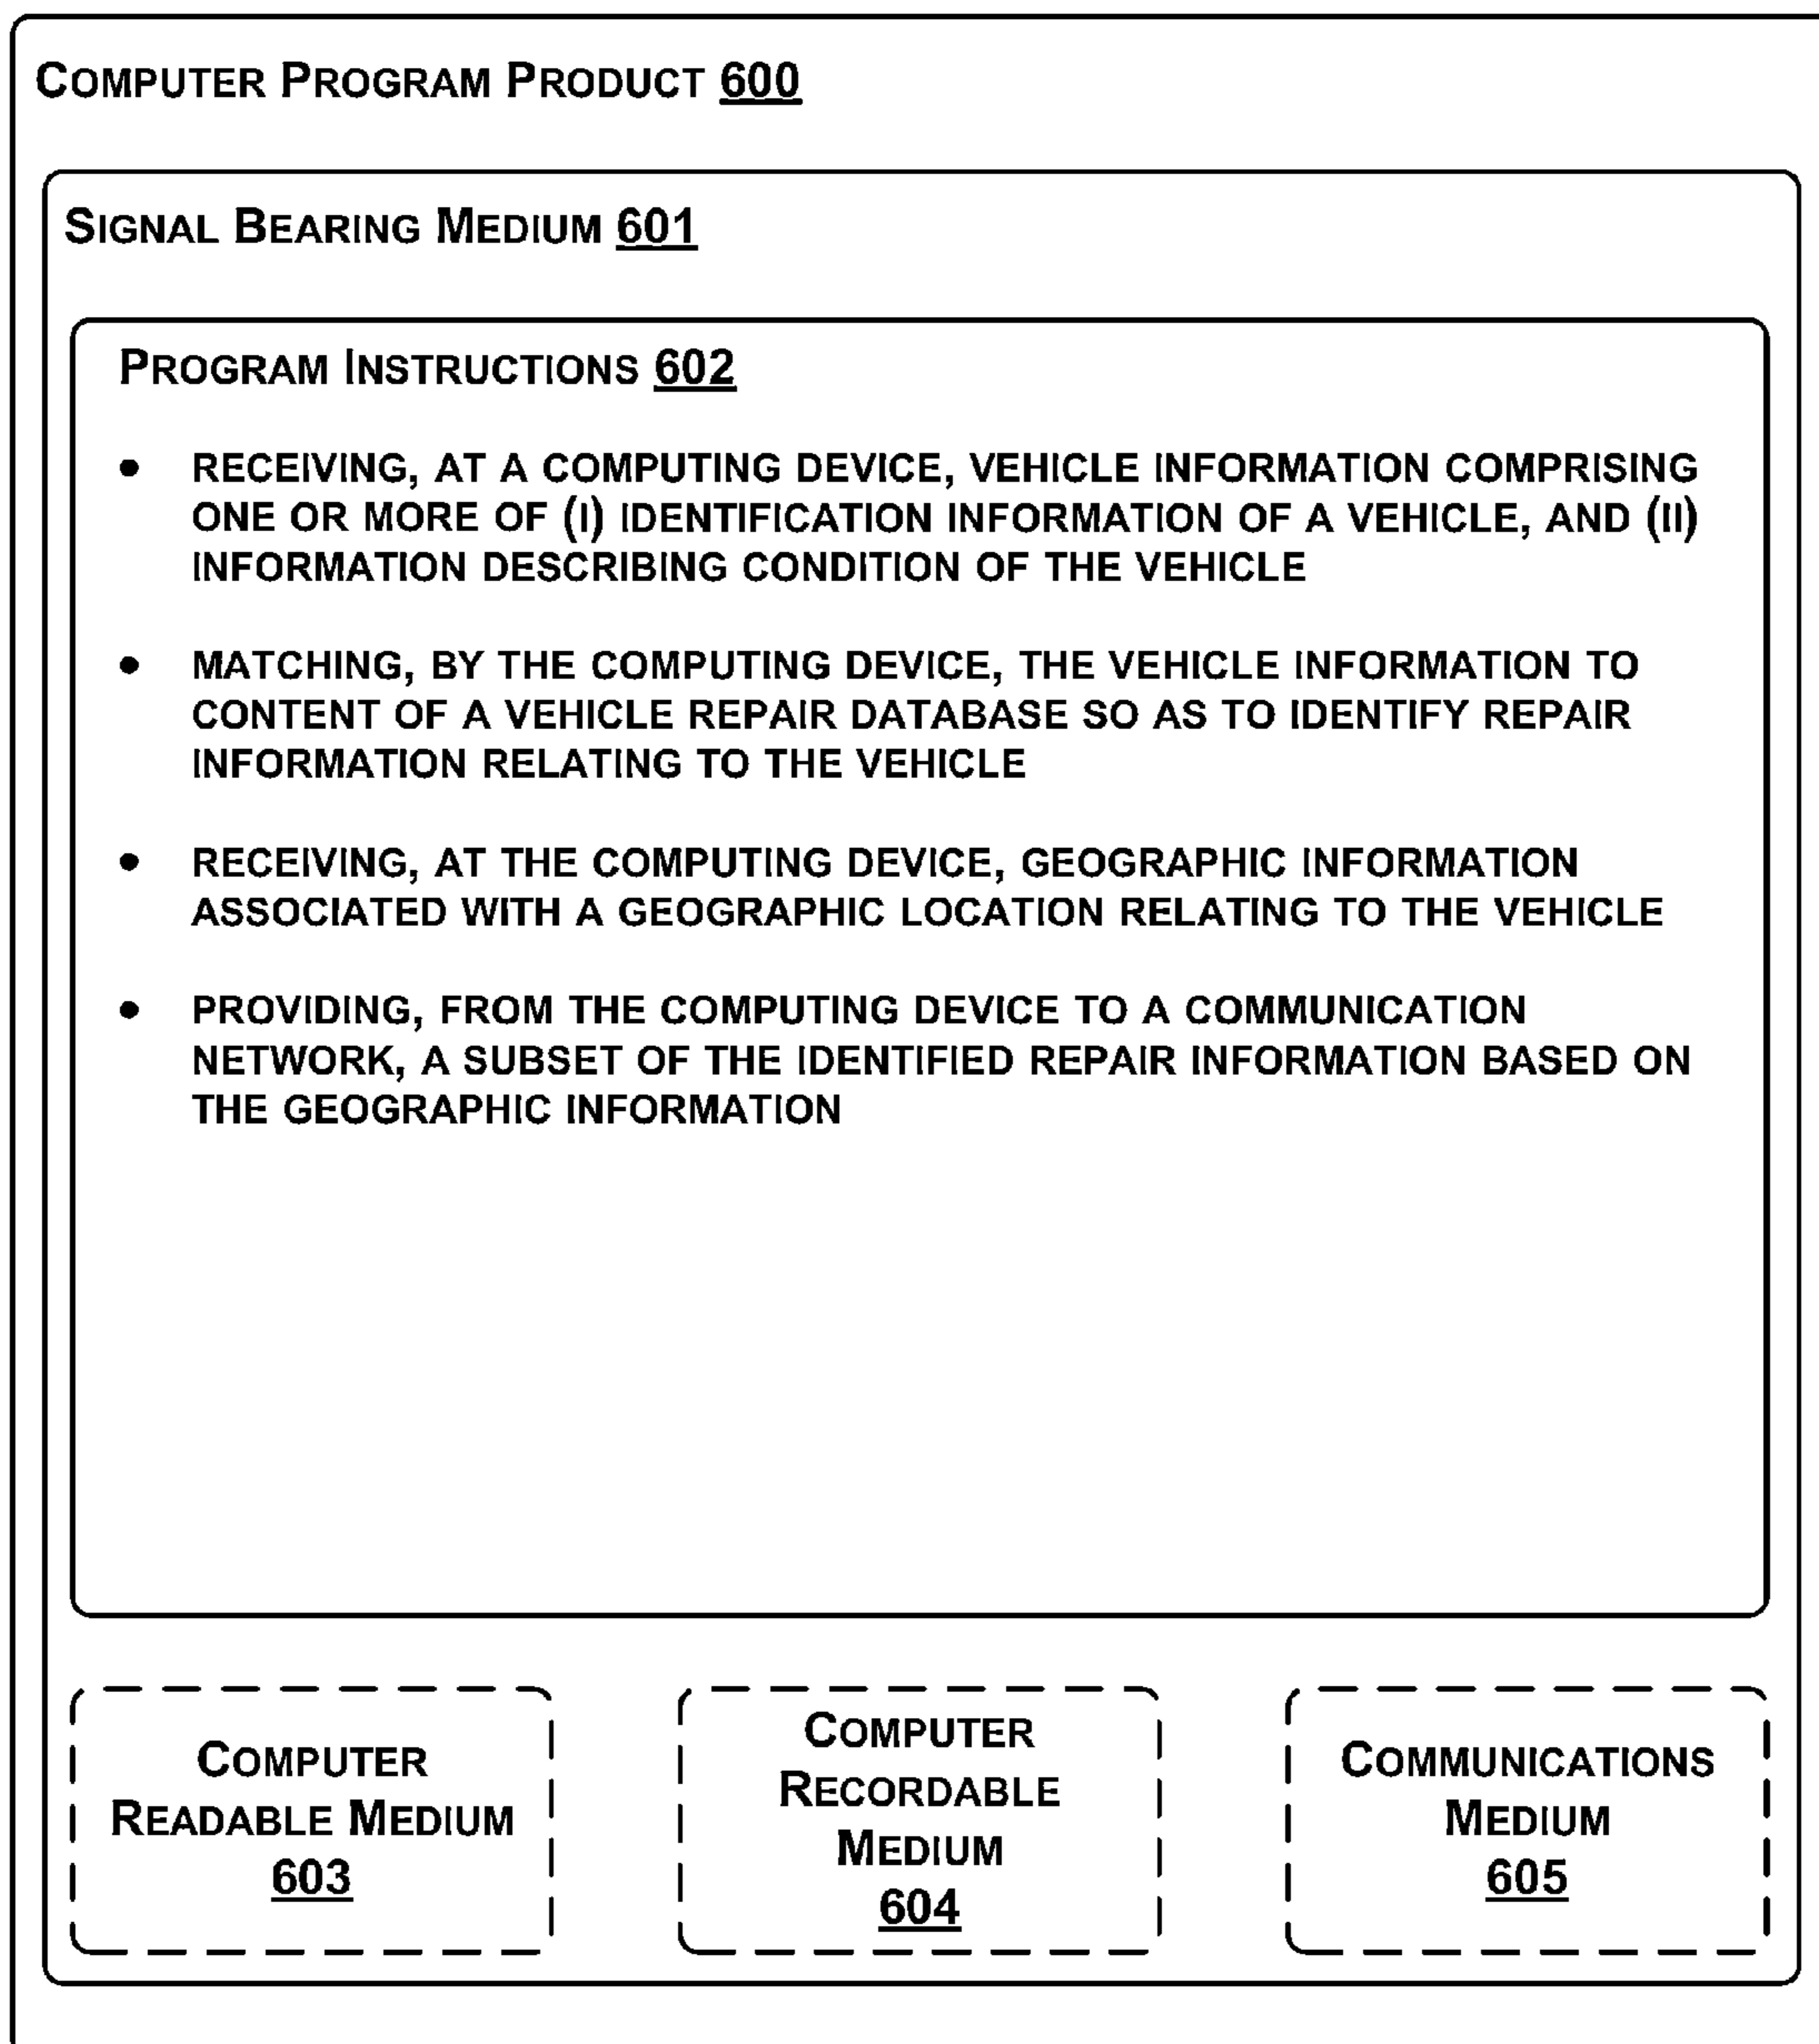 COMPUTER PROGRAM PRODUCT 600
SIGNAL BEARING MEDIUM 601
PROGRAM INSTRUCTIONS 602
• RECEIVING, AT A COMPUTING DEVICE, VEHICLE INFORMATION COMPRISING
ONE OR MORE OF (I) IDENTIFICATION INFORMATION OF A VEHICLE, AND (II)
INFORMATION DESCRIBING CONDITION OF THE VEHICLE
• MATCHING, BY THE COMPUTING DEVICE, THE VEHICLE INFORMATION TO
CONTENT OF A VEHICLE REPAIR DATABASE SO AS TO IDENTIFY REPAIR
INFORMATION RELATING TO THE VEHICLE
• RECEIVING, AT THE COMPUTING DEVICE, GEOGRAPHIC INFORMATION
ASSOCIATED WITH A GEOGRAPHIC LOCATION RELATING TO THE VEHICLE
• PROVIDING, FROM THE COMPUTING DEVICE TO A COMMUNICATION
NETWORK, A SUBSET OF THE IDENTIFIED REPAIR INFORMATION BASED ON
THE GEOGRAPHIC INFORMATION
COMPUTER
READABLE MEDIUM
603
COMPUTER
RECORDABLE
MEDIUM
604
COMMUNICATIONS
MEDIUM
605